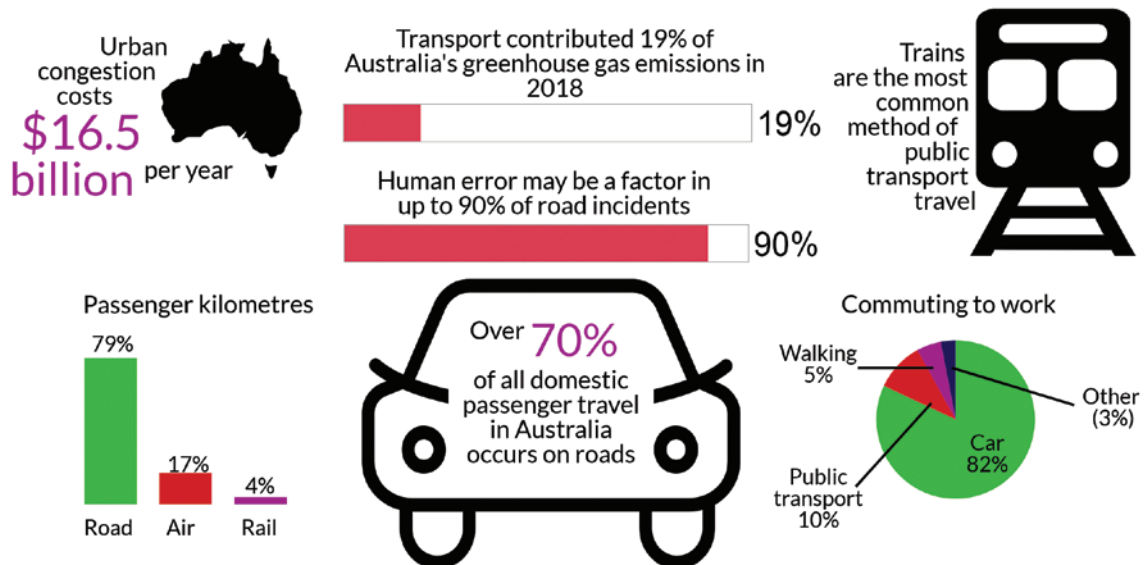 Urban
congestion
costs
$16.5
billion
per year
Transport contributed 19% of
Australia's greenhouse gas emissions in
2018
19%
Human error may be a factor in
up to 90% of road incidents
90%
Trains
are the most
common
method of
public
transport
travel
Passenger kilometres
79%
17%
4%
Road
Air
Rail
Over 70%
of all domestic
passenger travel
in Australia
occurs on roads
Commuting to work
Walking
5%
Other
(3%)
Car
82%
Public
transport
10%